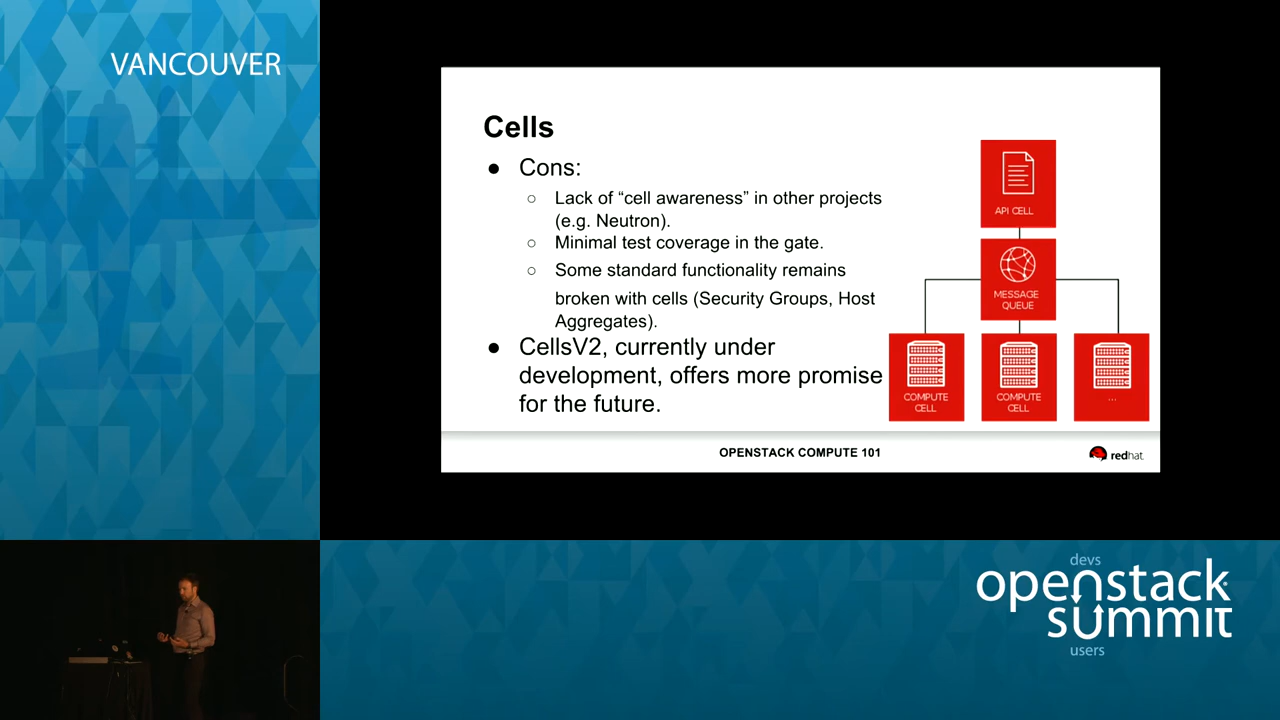 VANCOUVER
Cells
● Cons:
○ Lack of “cell awareness” in other projects
(e.g. Neutron).
○ Minimal test coverage in the gate.
○ Some standard functionality remains
broken with cells (Security Groups, Host
Aggregates).
● CellsV2, currently under
development, offers more promise
for the future.
API CELL
MESSAGE
QUEUE
COMPUTE
CELL
COMPUTE
CELL
...
OPENSTACK COMPUTE 101
redhat.
devs
openstack
summit
users